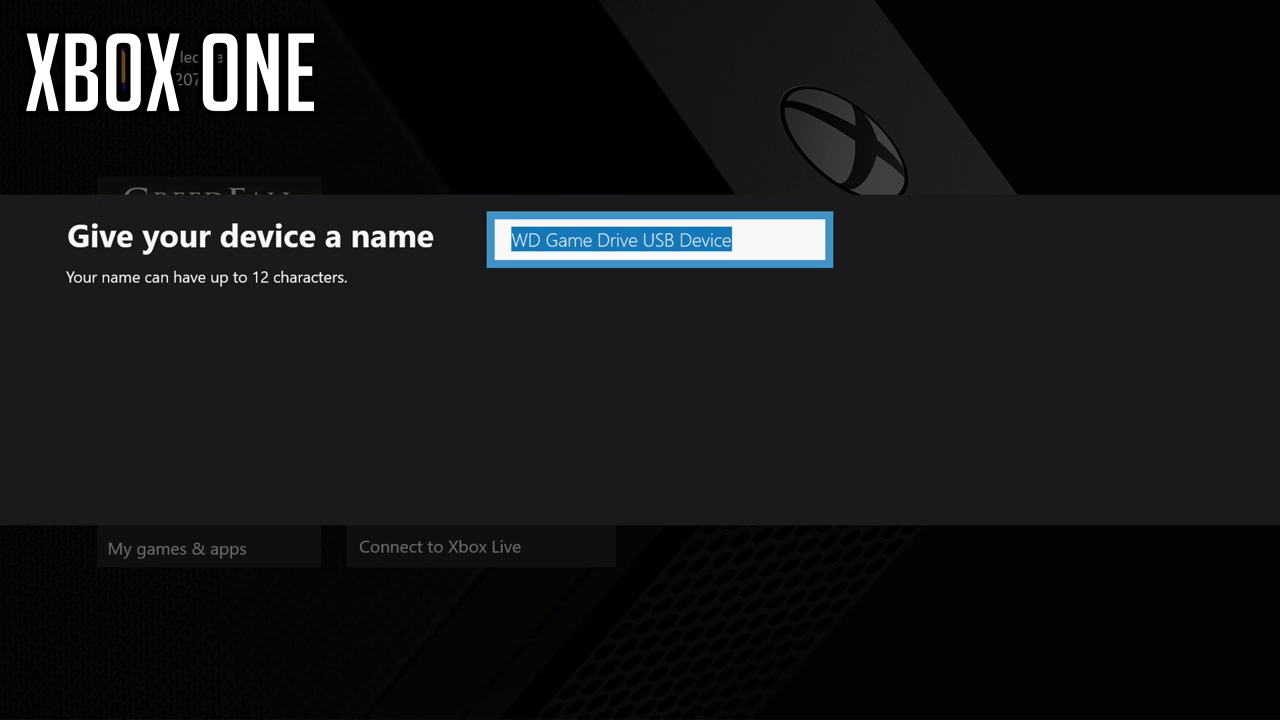 XBOX ONE
GREEDFALL
Give your device a name
WD Game Drive USB Device
Your name can have up to 12 characters.
My games & apps
Connect to Xbox Live